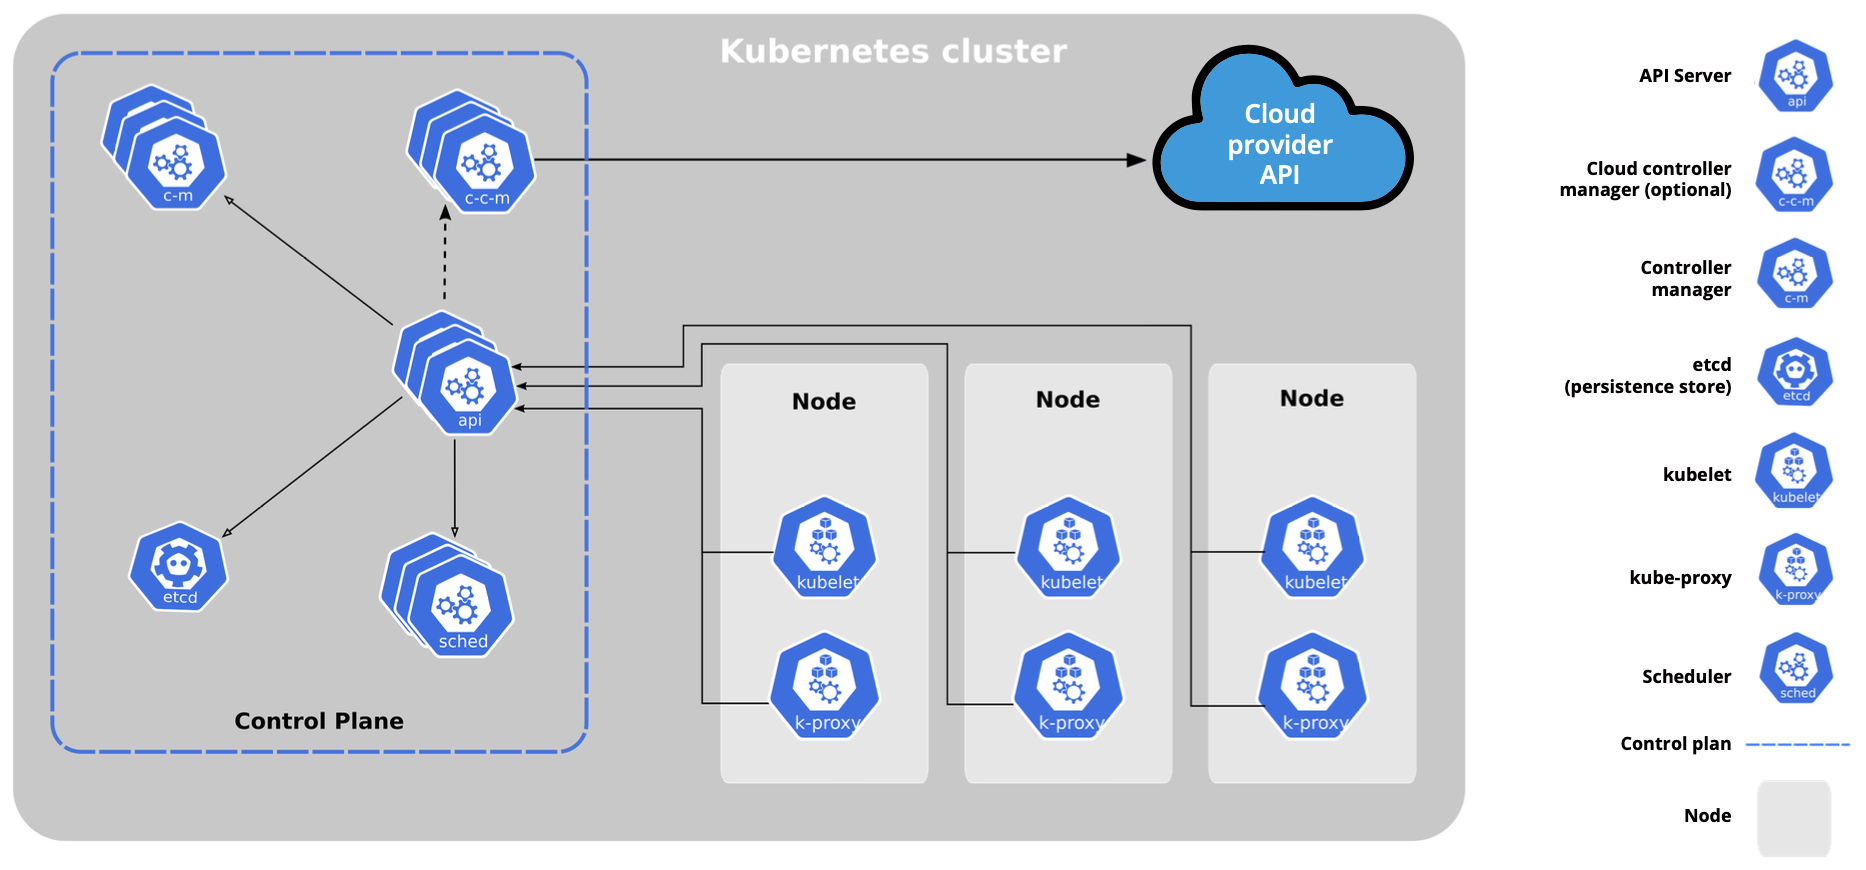 Kubernetes cluster
c-m
c-c-m
Cloud
provider
API
api
etcd
sched
Control Plane
Node
kubelet
k-proxy
Node
kubelet
k-proxy
Node
kubelet
k-proxy
API Server
api
Cloud controller
manager (optional)
c-c-m
Controller
manager
c-m
etcd
(persistence store)
etcd
kubelet
kubelet
kube-proxy
k-proxy
Scheduler
sched
Control plan
Node